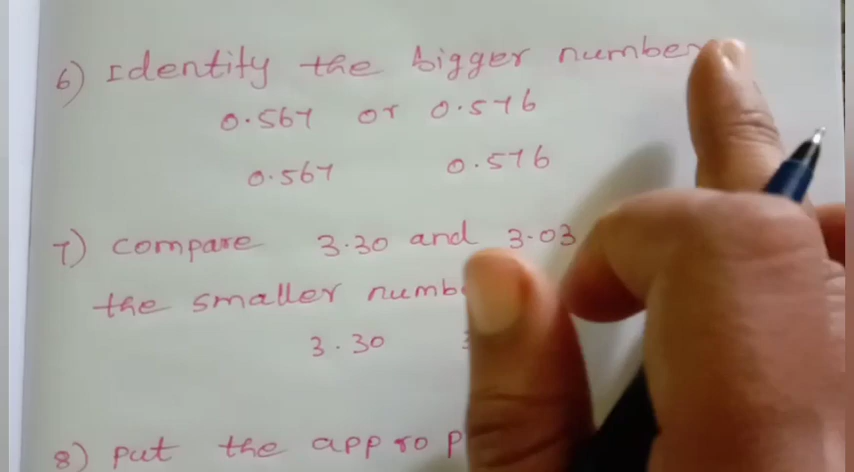 6) Identify the bigger number
0.567 or 0.576
0.567 0.576
7) compare 3.30 and 3.03
the smaller
3.30
8) put the